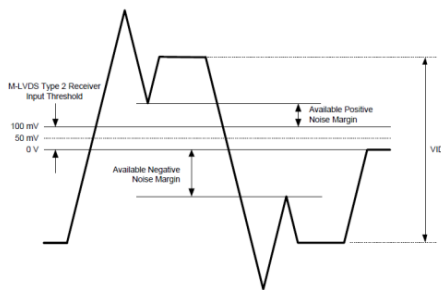 M-LVDS Type 2 Receiver
Input Threshold
100 mV
50 mV
0 V
Available Positive
Noise Margin
Available Negative
Noise Margin
VID